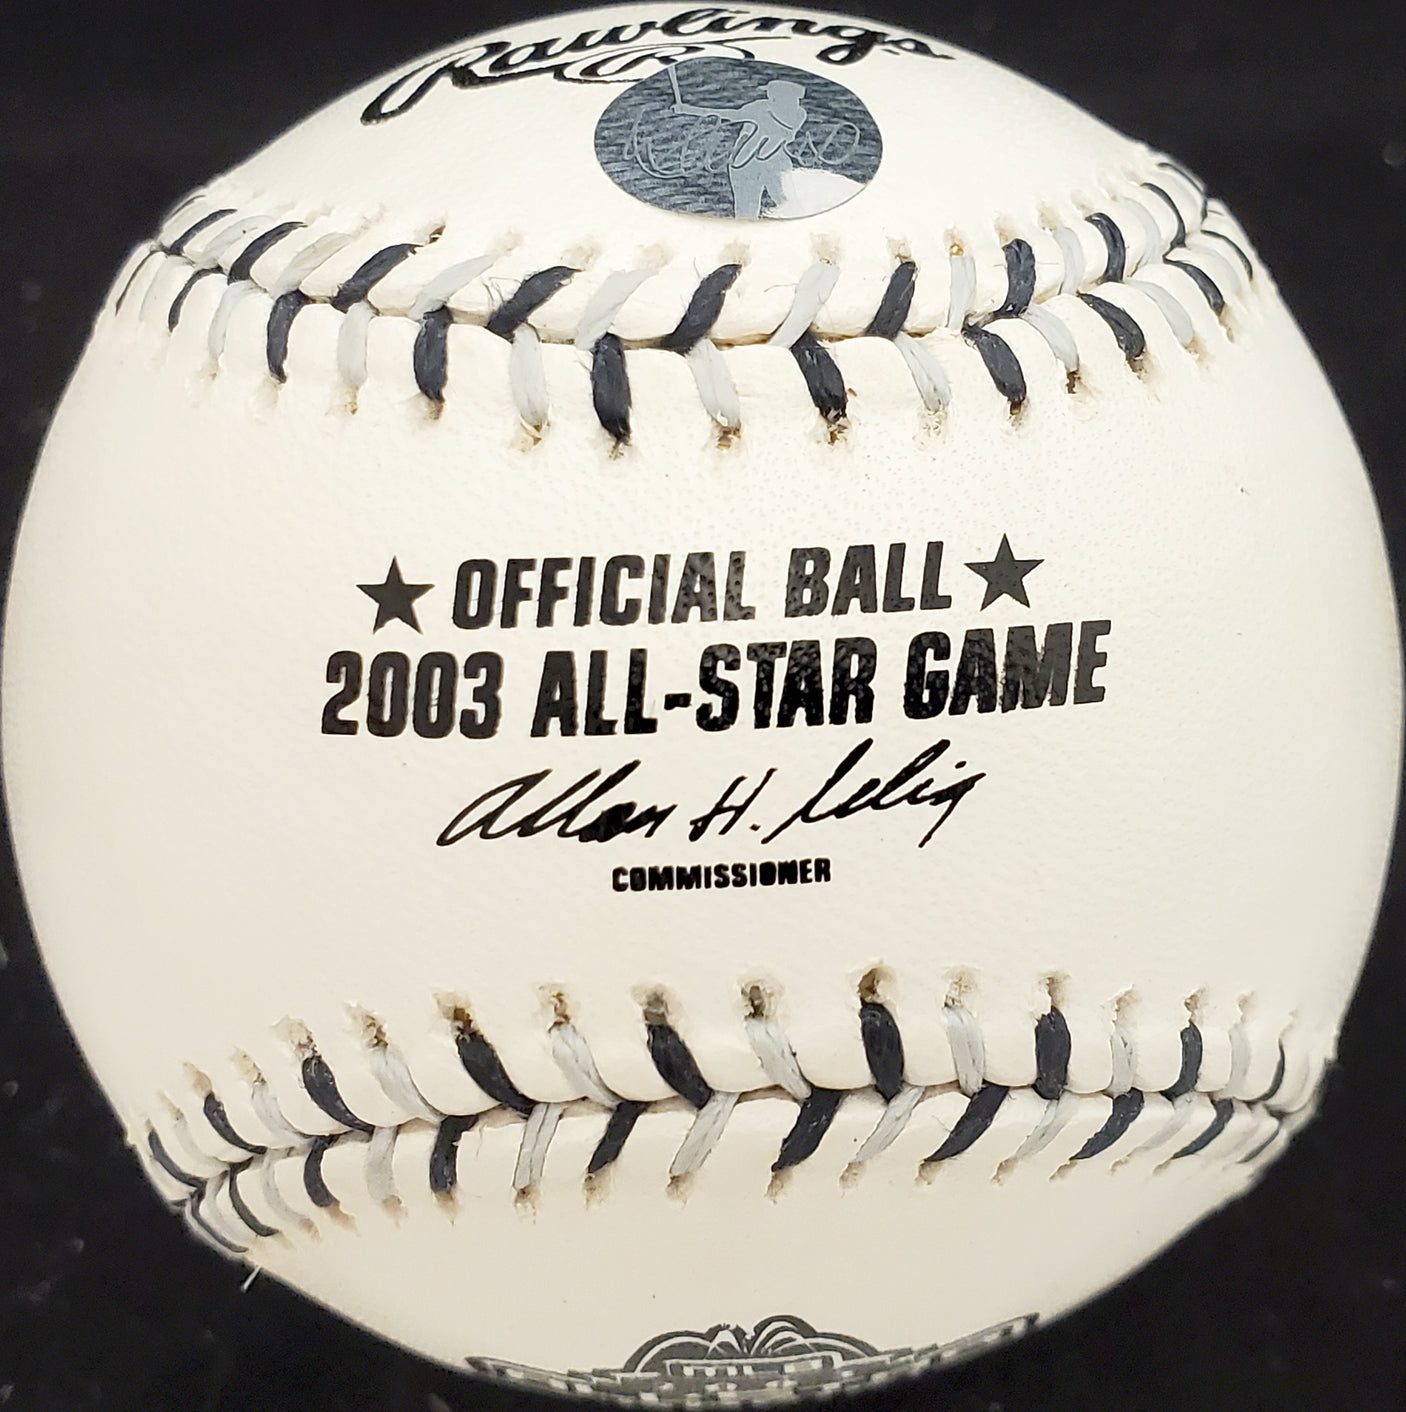 Rawlings
★ OFFICIAL BALL ★
2003 ALL-STAR GAME
Allan H. Selig
COMMISSIONER